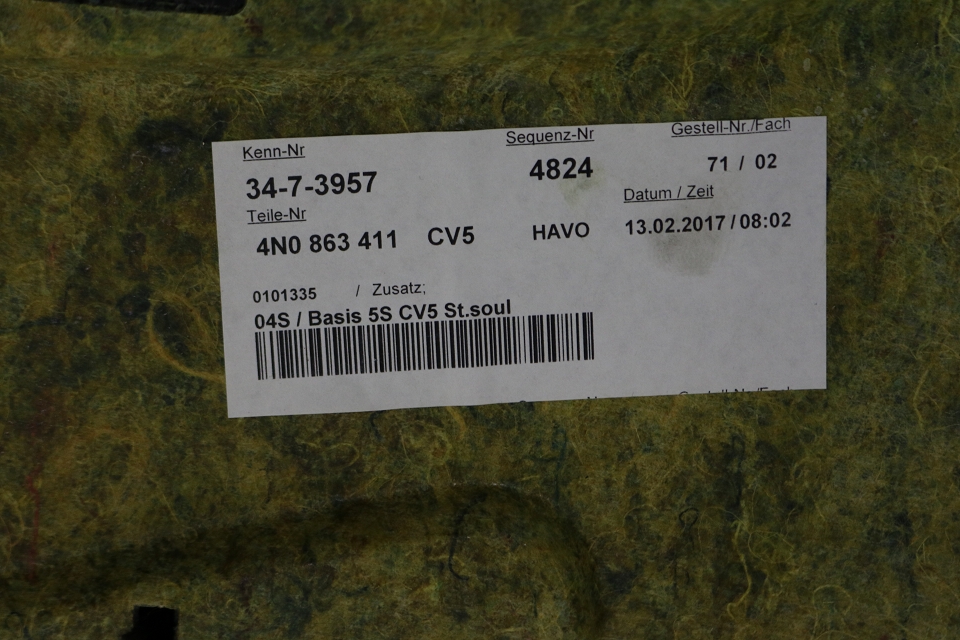 Kenn-Nr Sequenz-Nr Gestell-Nr./Fach
34-7-3957 4824 71 / 02
Teile-Nr Datum / Zeit
4N0 863 411 CV5 HAVO 13.02.2017 / 08:02
0101335 / Zusatz;
04S / Basis 5S CV5 St.soul